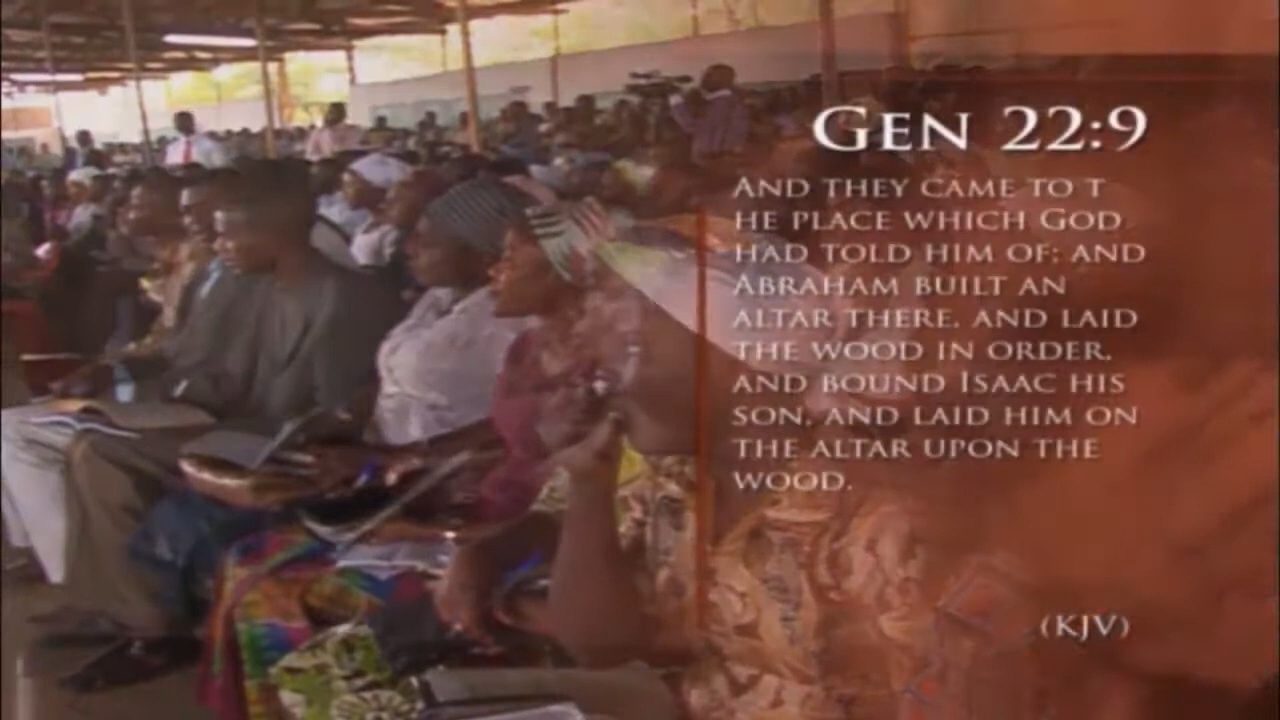 GEN 22:9
AND THEY CAME TO T
HE PLACE WHICH GOD
HAD TOLD HIM OF; AND
ABRAHAM BUILT AN
ALTAR THERE, AND LAID
THE WOOD IN ORDER,
AND BOUND ISAAC HIS
SON, AND LAID HIM ON
THE ALTAR UPON THE
WOOD.
(KJV)